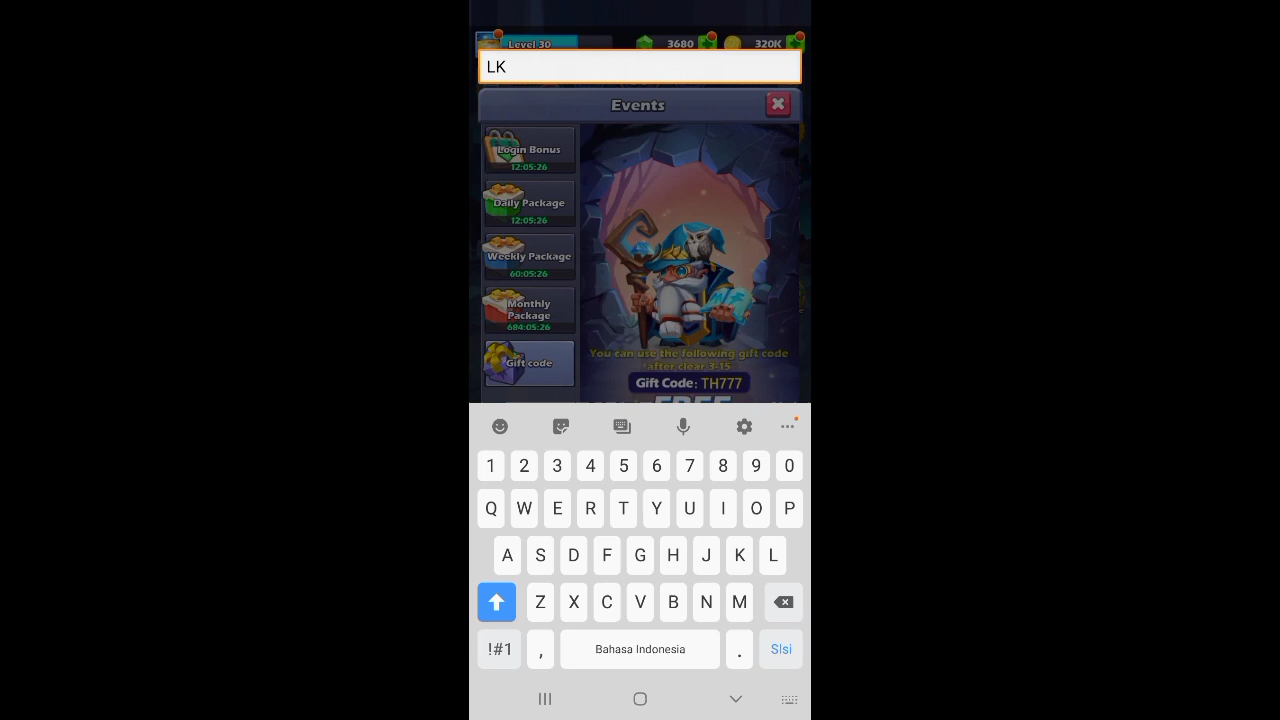 Level 30
3680
320K
LK
Events
Login Bonus
12:05:26
Daily Package
12:05:26
Weekly Package
60:05:26
Monthly
Package
684:05:26
Gift code
You can use the following gift code
after clear 3-15
Gift Code: TH777
FREE
1 2 3 4 5 6 7 8 9 0
Q W E R T Y U I O P
A S D F G H J K L
Z X C V B N M
!#1 , Bahasa Indonesia . Slsi